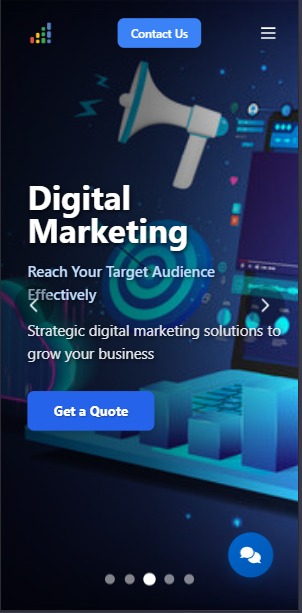 Contact Us
Digital
Marketing
Reach Your Target Audience
Effectively
Strategic digital marketing solutions to
grow your business
Get a Quote